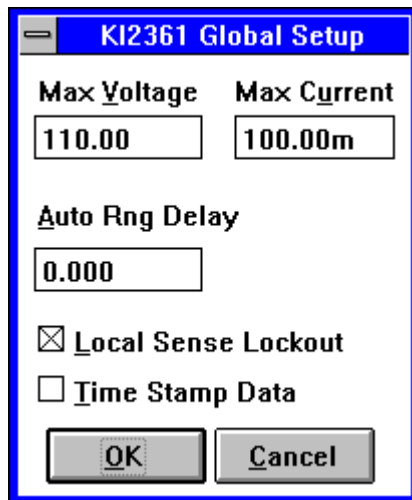 KI2361 Global Setup
Max Voltage Max Current
110.00 100.00m
Auto Rng Delay
0.000
Local Sense Lockout
Time Stamp Data
OK Cancel